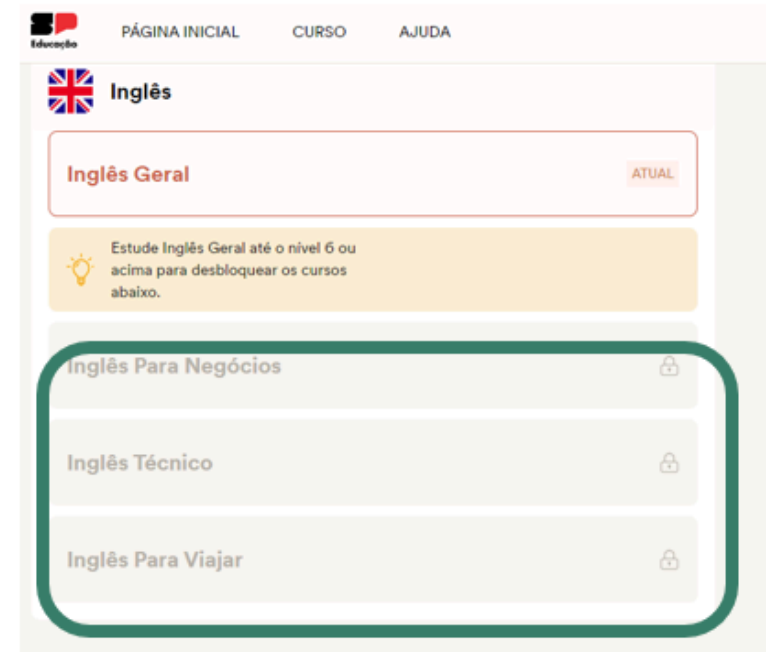 SP
Educação
PÁGINA INICIAL CURSO AJUDA
Inglês
Inglês Geral ATUAL
Estude Inglês Geral até o nível 6 ou
acima para desbloquear os cursos
abaixo.
Inglês Para Negócios
Inglês Técnico
Inglês Para Viajar